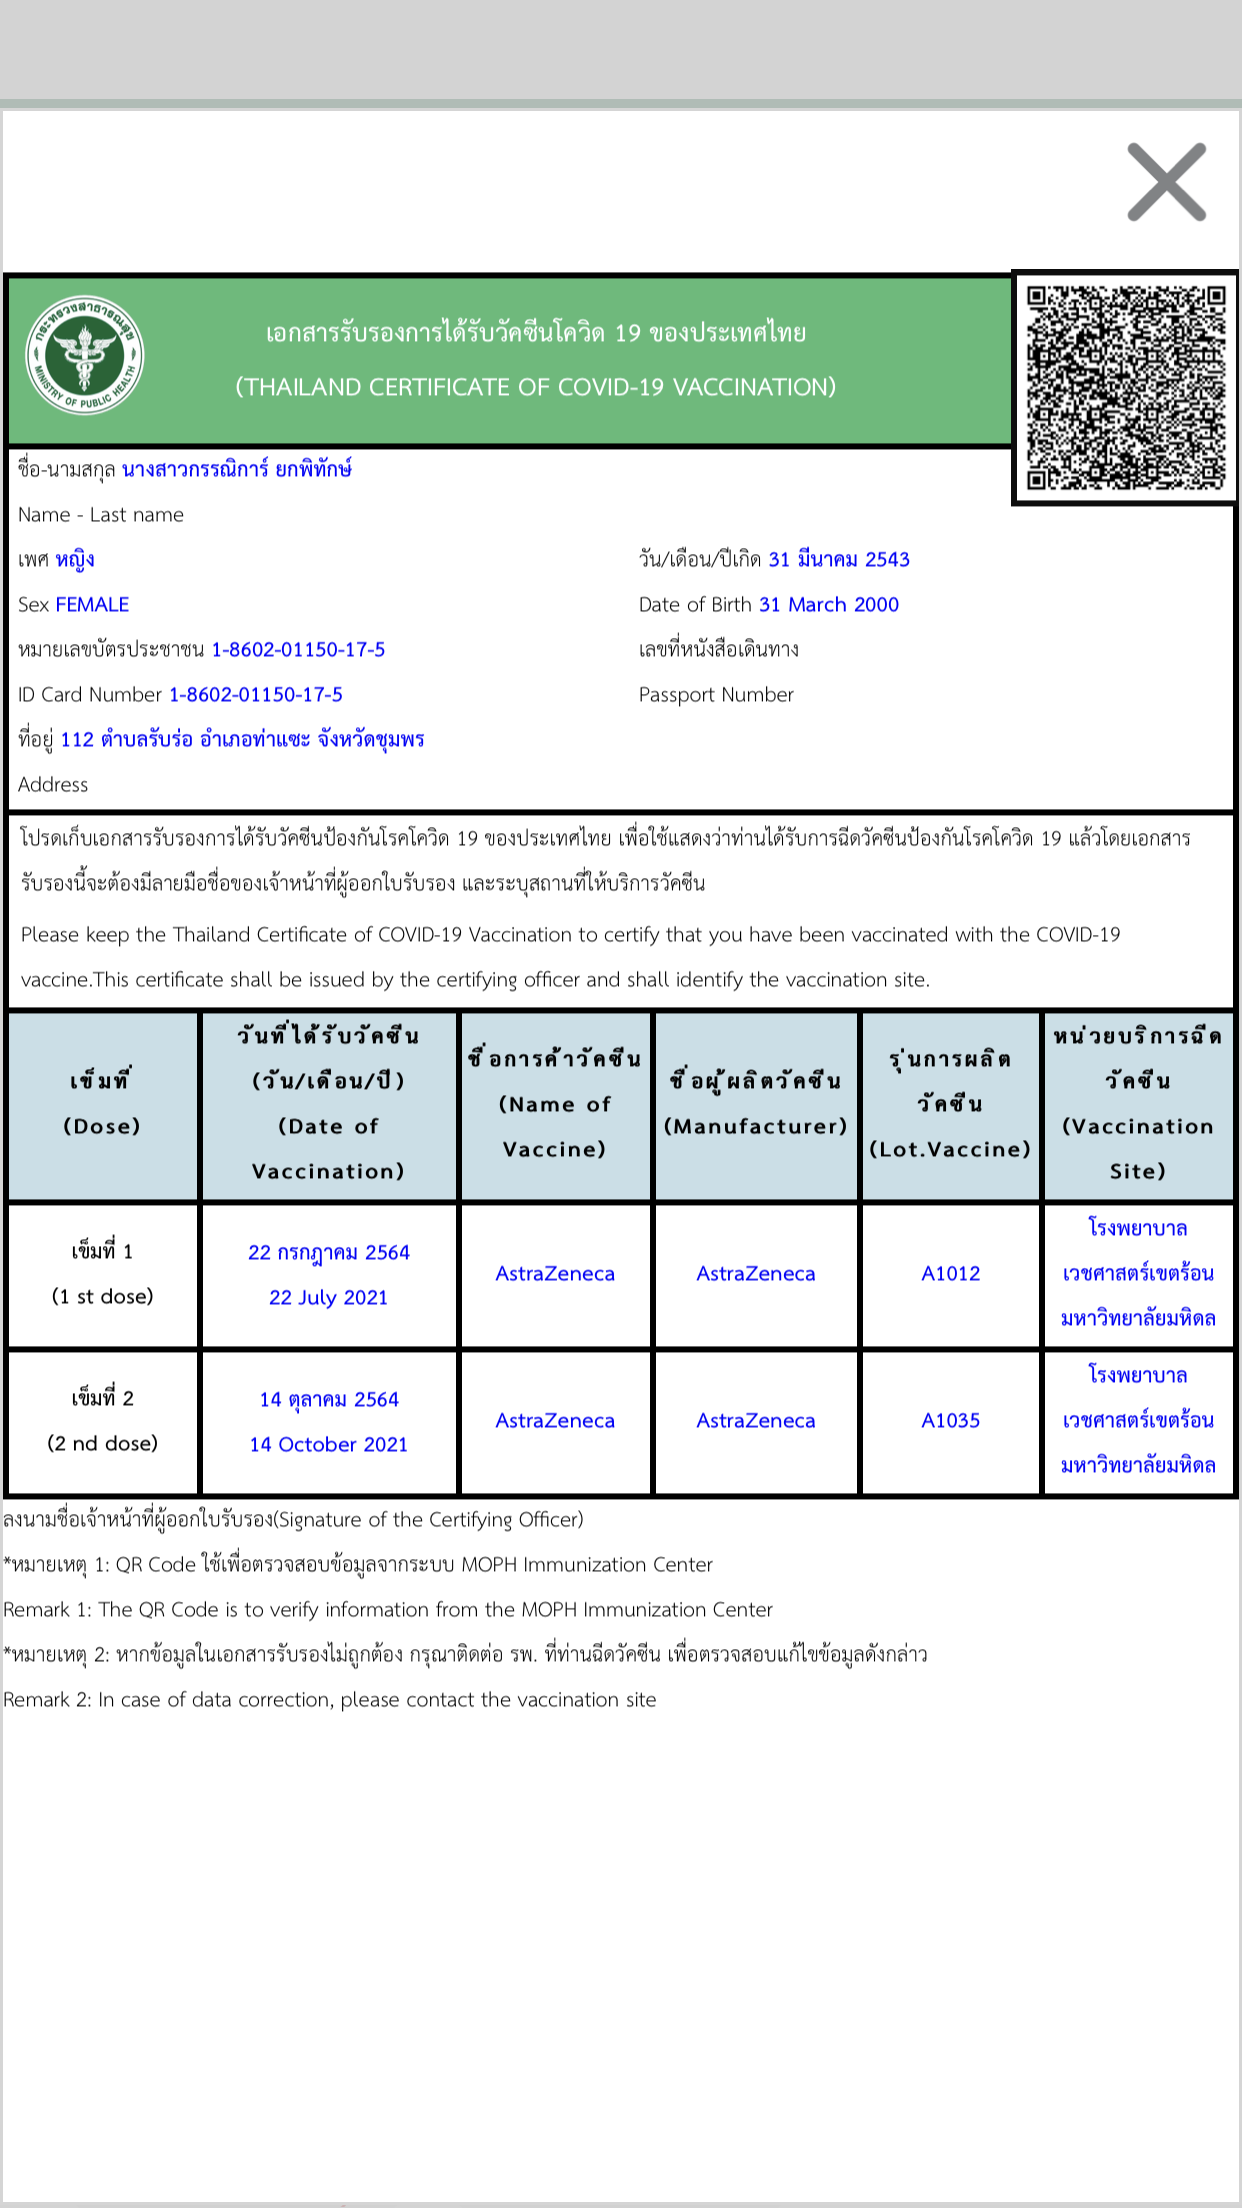 กระทรวงสาธารณสุข
MINISTRY OF PUBLIC HEALTH
เอกสารรับรองการได้รับวัคซีนโควิด 19 ของประเทศไทย
(THAILAND CERTIFICATE OF COVID-19 VACCINATION)
ชื่อ-นามสกุล นางสาวกรรณิการ์ ยกพิทักษ์
Name - Last name
เพศ หญิง
วัน/เดือน/ปีเกิด 31 มีนาคม 2543
Sex FEMALE
Date of Birth 31 March 2000
หมายเลขบัตรประชาชน 1-8602-01150-17-5
เลขที่หนังสือเดินทาง
ID Card Number 1-8602-01150-17-5
Passport Number
ที่อยู่ 112 ตำบลรับร่อ อำเภอท่าแซะ จังหวัดชุมพร
Address
โปรดเก็บเอกสารรับรองการได้รับวัคซีนป้องกันโรคโควิด 19 ของประเทศไทย เพื่อใช้แสดงว่าท่านได้รับการฉีดวัคซีนป้องกันโรคโควิด 19 แล้วโดยเอกสาร
รับรองนี้จะต้องมีลายมือชื่อของเจ้าหน้าที่ผู้ออกใบรับรอง และระบุสถานที่ให้บริการวัคซีน
Please keep the Thailand Certificate of COVID-19 Vaccination to certify that you have been vaccinated with the COVID-19
vaccine.This certificate shall be issued by the certifying officer and shall identify the vaccination site.
เข็มที่
(Dose)
วันที่ได้รับวัคซีน
(วัน/เดือน/ปี)
(Date of
Vaccination)
ชื่อการค้าวัคซีน
(Name of
Vaccine)
ชื่อผู้ผลิตวัคซีน
(Manufacturer)
รุ่นการผลิต
วัคซีน
(Lot.Vaccine)
หน่วยบริการฉีด
วัคซีน
(Vaccination
Site)
เข็มที่ 1
(1 st dose)
22 กรกฎาคม 2564
22 July 2021
AstraZeneca
AstraZeneca
A1012
โรงพยาบาล
เวชศาสตร์เขตร้อน
มหาวิทยาลัยมหิดล
เข็มที่ 2
(2 nd dose)
14 ตุลาคม 2564
14 October 2021
AstraZeneca
AstraZeneca
A1035
โรงพยาบาล
เวชศาสตร์เขตร้อน
มหาวิทยาลัยมหิดล
ลงนามชื่อเจ้าหน้าที่ผู้ออกใบรับรอง(Signature of the Certifying Officer)
*หมายเหตุ 1: QR Code ใช้เพื่อตรวจสอบข้อมูลจากระบบ MOPH Immunization Center
Remark 1: The QR Code is to verify information from the MOPH Immunization Center
*หมายเหตุ 2: หากข้อมูลในเอกสารรับรองไม่ถูกต้อง กรุณาติดต่อ รพ. ที่ท่านฉีดวัคซีน เพื่อตรวจสอบแก้ไขข้อมูลดังกล่าว
Remark 2: In case of data correction, please contact the vaccination site